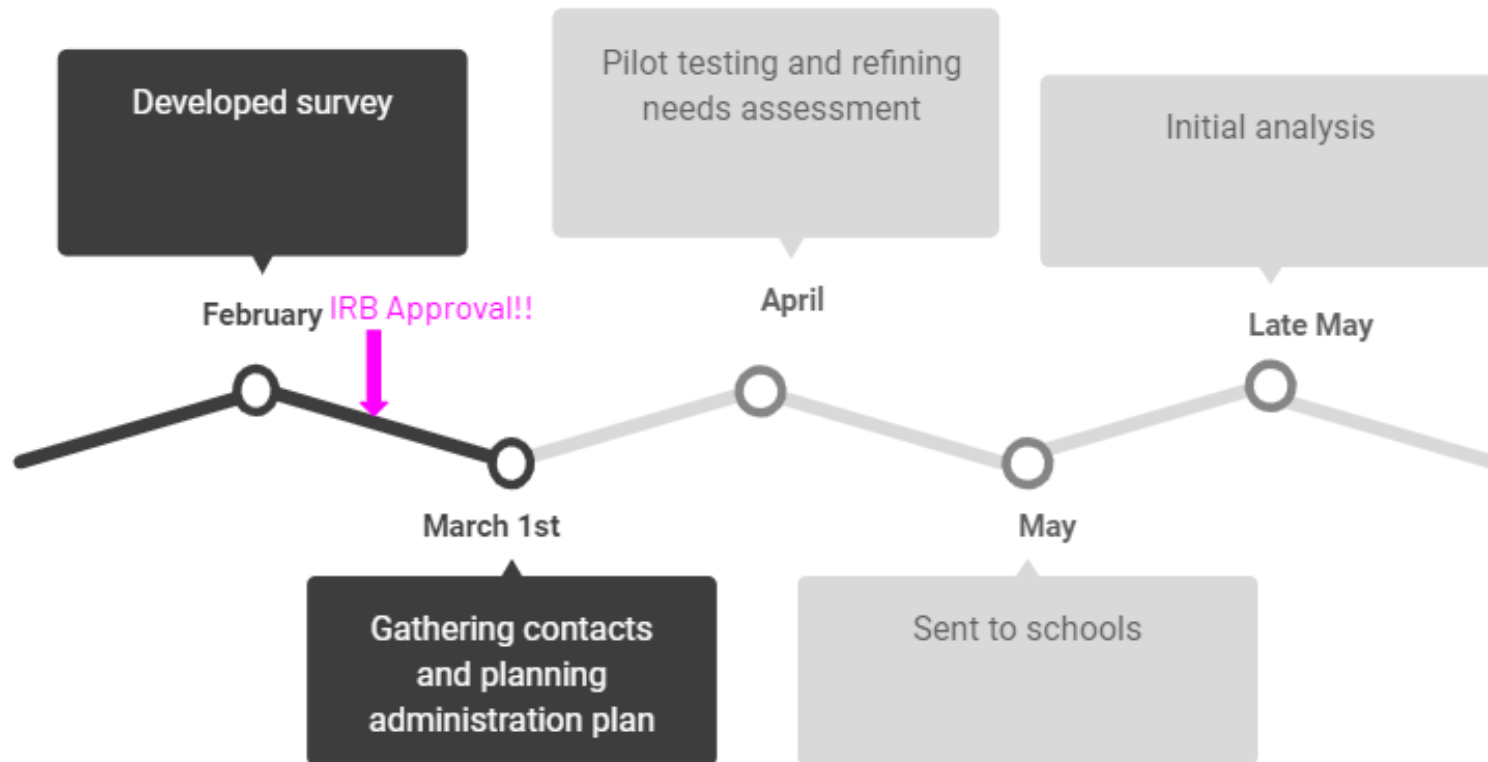 Developed survey
Pilot testing and refining
needs assessment
Initial analysis
February
IRB Approval!!
April
Late May
March 1st
May
Gathering contacts
and planning
administration plan
Sent to schools